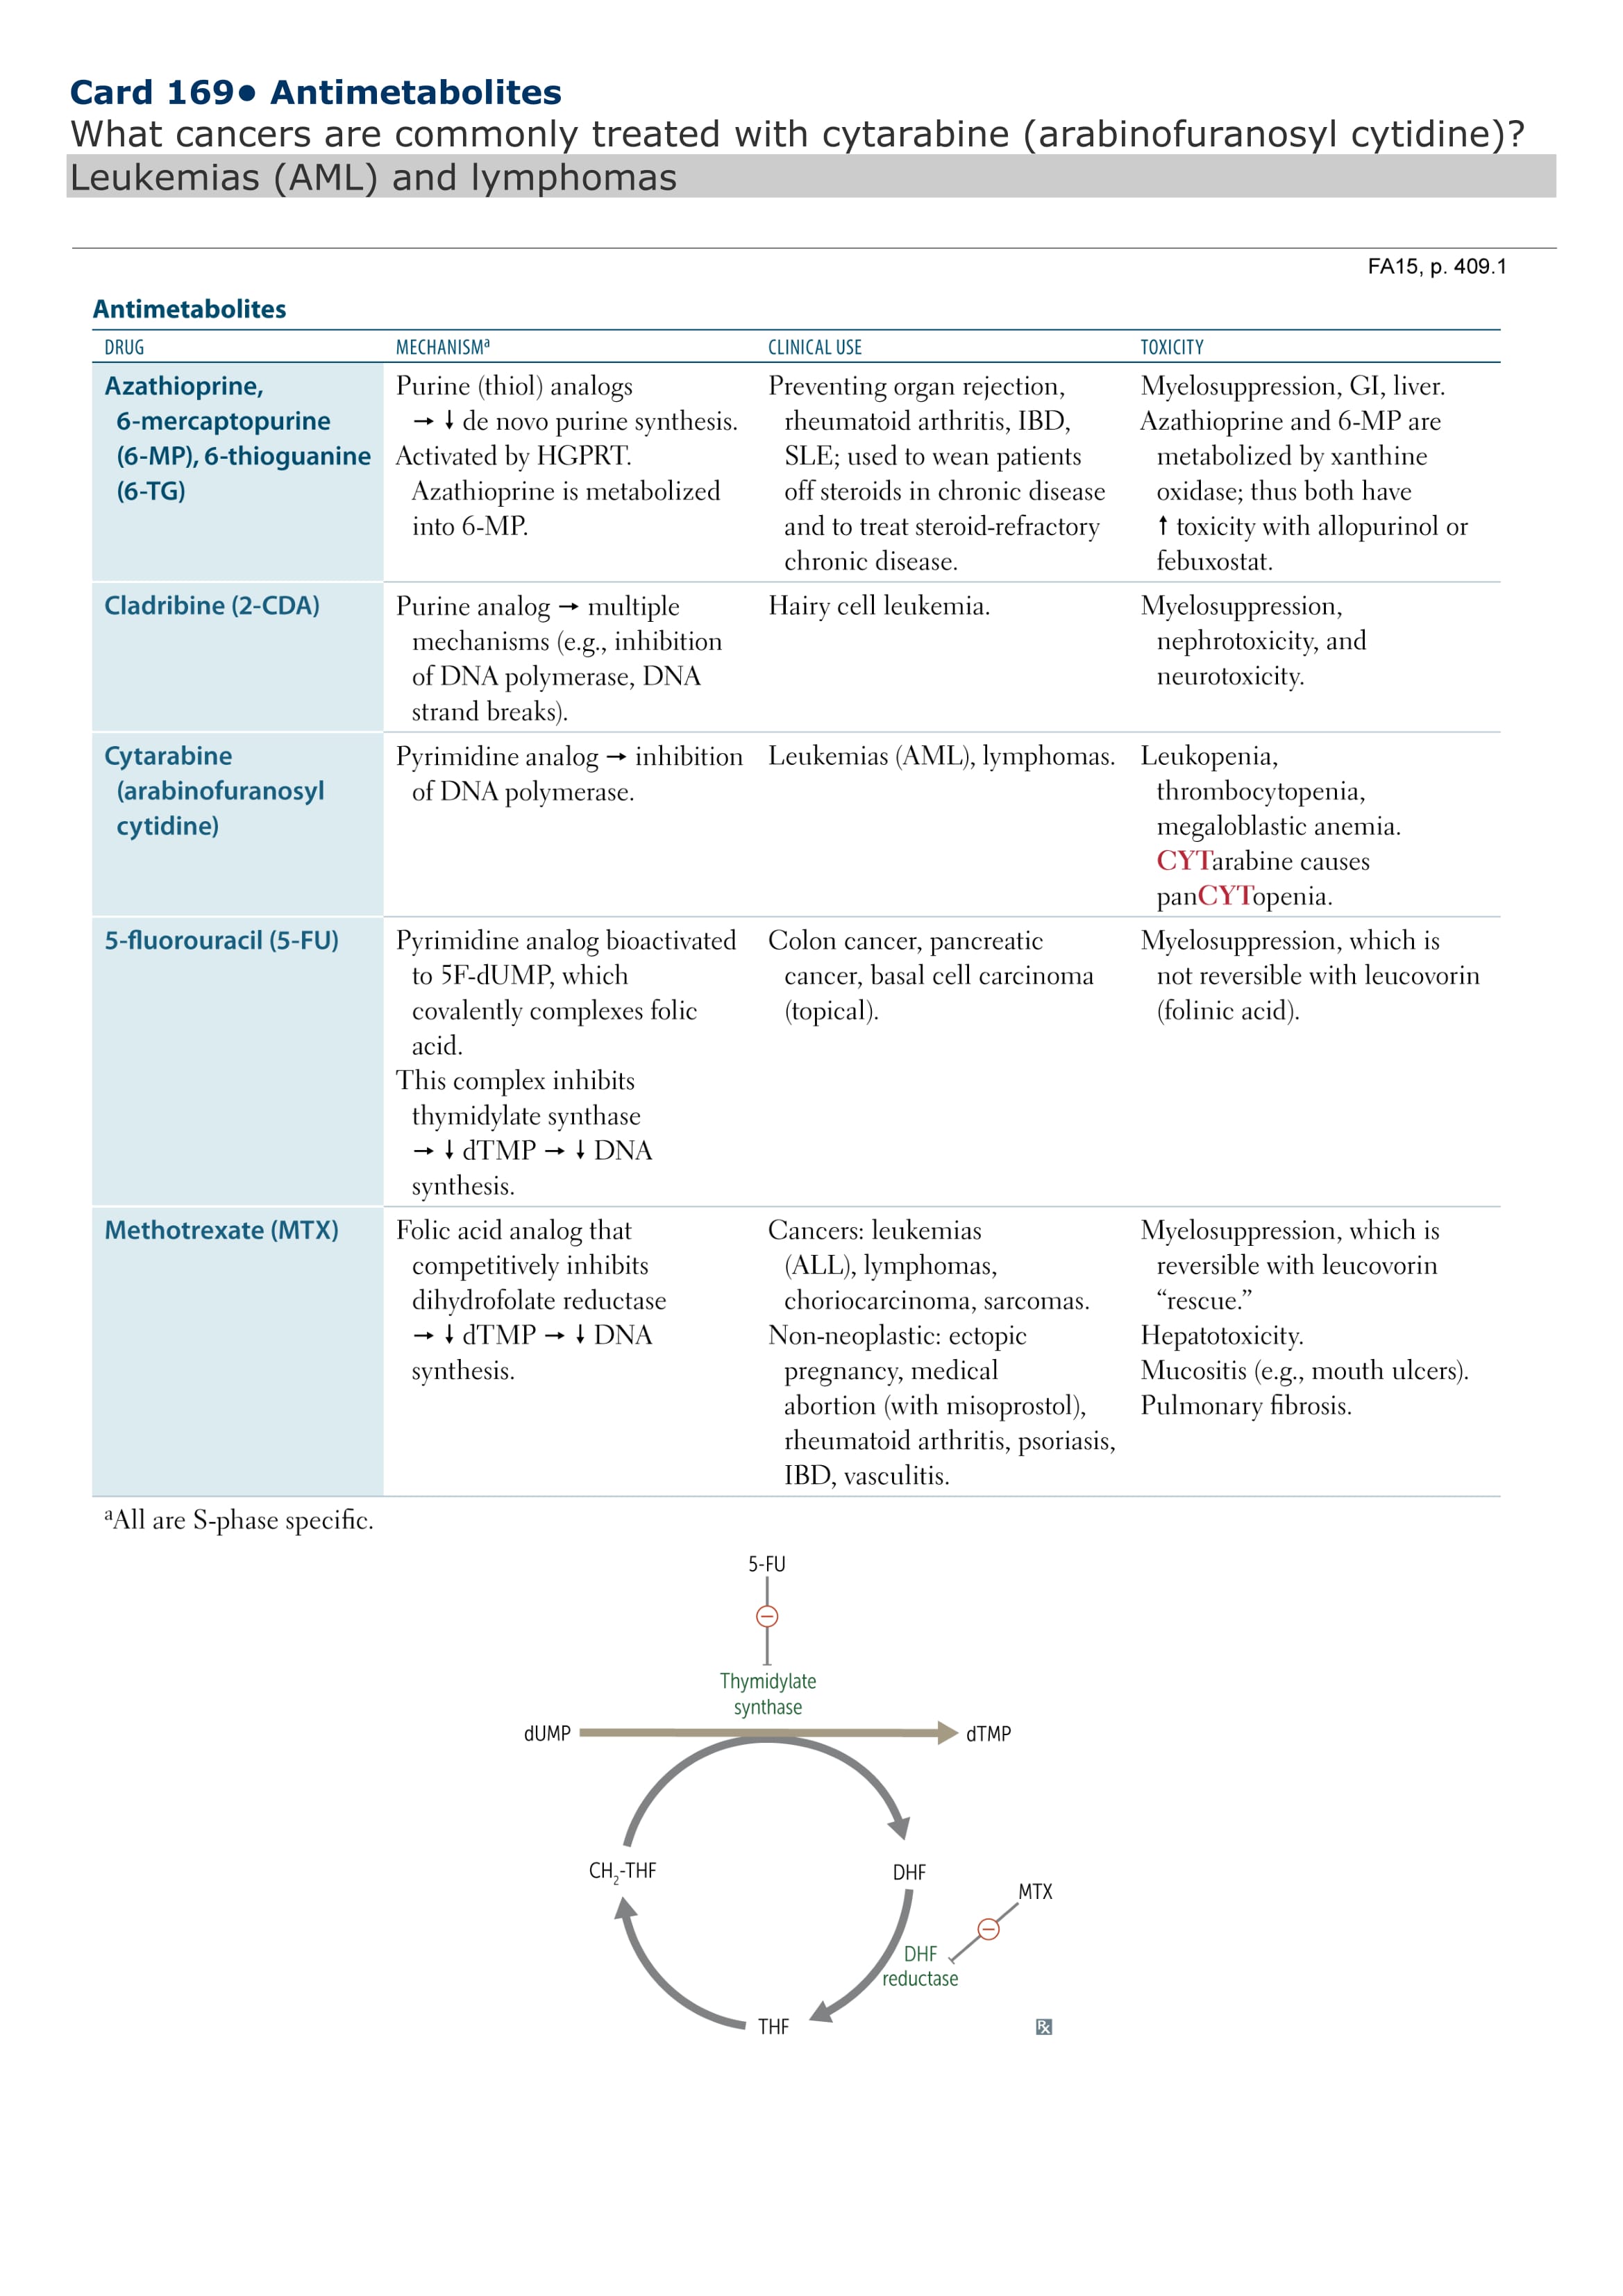 Card 169• Antimetabolites
What cancers are commonly treated with cytarabine (arabinofuranosyl cytidine)?
Leukemias (AML) and lymphomas
FA15, p. 409.1
Antimetabolites
DRUG MECHANISMᵃ CLINICAL USE TOXICITY
Azathioprine,
6-mercaptopurine
(6-MP), 6-thioguanine
(6-TG)
Purine (thiol) analogs
→ ↓ de novo purine synthesis.
Activated by HGPRT.
Azathioprine is metabolized
into 6-MP.
Preventing organ rejection,
rheumatoid arthritis, IBD,
SLE; used to wean patients
off steroids in chronic disease
and to treat steroid-refractory
chronic disease.
Myelosuppression, GI, liver.
Azathioprine and 6-MP are
metabolized by xanthine
oxidase; thus both have
↑ toxicity with allopurinol or
febuxostat.
Cladribine (2-CDA)
Purine analog → multiple
mechanisms (e.g., inhibition
of DNA polymerase, DNA
strand breaks).
Hairy cell leukemia.
Myelosuppression,
nephrotoxicity, and
neurotoxicity.
Cytarabine
(arabinofuranosyl
cytidine)
Pyrimidine analog → inhibition
of DNA polymerase.
Leukemias (AML), lymphomas.
Leukopenia,
thrombocytopenia,
megaloblastic anemia.
CYTarabine causes
panCYTopenia.
5-fluorouracil (5-FU)
Pyrimidine analog bioactivated
to 5F-dUMP, which
covalently complexes folic
acid.
This complex inhibits
thymidylate synthase
→ ↓ dTMP → ↓ DNA
synthesis.
Colon cancer, pancreatic
cancer, basal cell carcinoma
(topical).
Myelosuppression, which is
not reversible with leucovorin
(folinic acid).
Methotrexate (MTX)
Folic acid analog that
competitively inhibits
dihydrofolate reductase
→ ↓ dTMP → ↓ DNA
synthesis.
Cancers: leukemias
(ALL), lymphomas,
choriocarcinoma, sarcomas.
Non-neoplastic: ectopic
pregnancy, medical
abortion (with misoprostol),
rheumatoid arthritis, psoriasis,
IBD, vasculitis.
Myelosuppression, which is
reversible with leucovorin
“rescue.”
Hepatotoxicity.
Mucositis (e.g., mouth ulcers).
Pulmonary fibrosis.
ᵃAll are S-phase specific.
5-FU
Thymidylate
synthase
dUMP dTMP
CH₂-THF DHF
MTX
DHF
reductase
THF
Rx